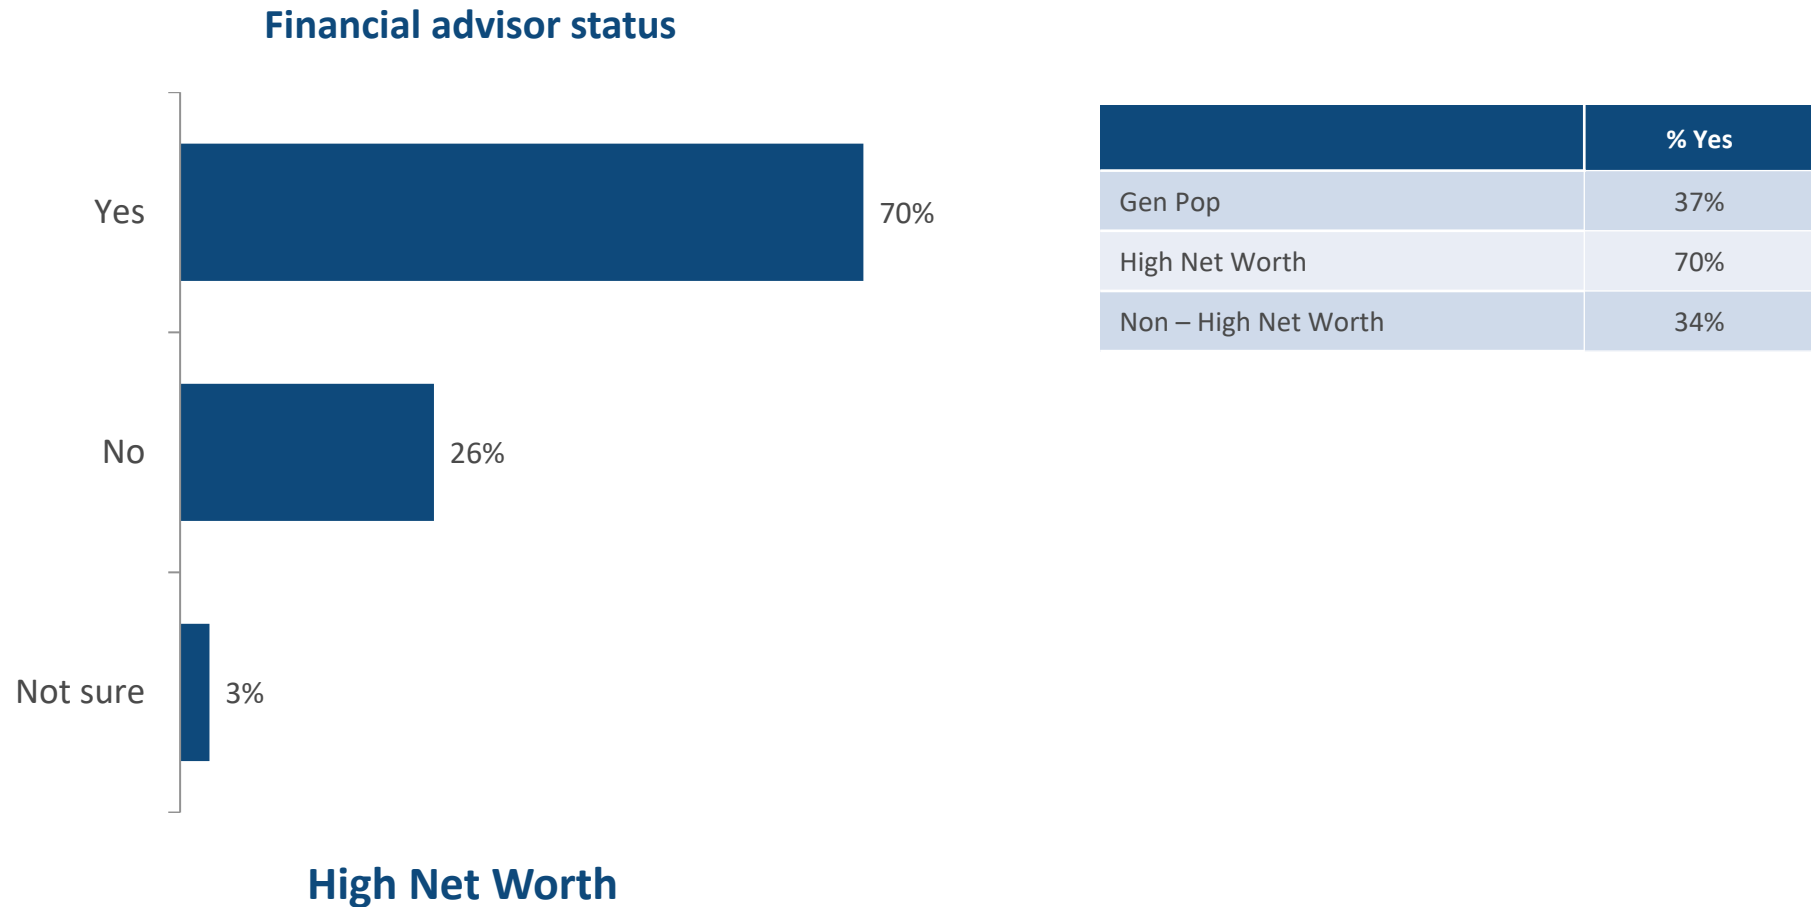 Financial advisor status
Yes 70%
No 26%
Not sure 3%
High Net Worth
% Yes
Gen Pop 37%
High Net Worth 70%
Non – High Net Worth 34%